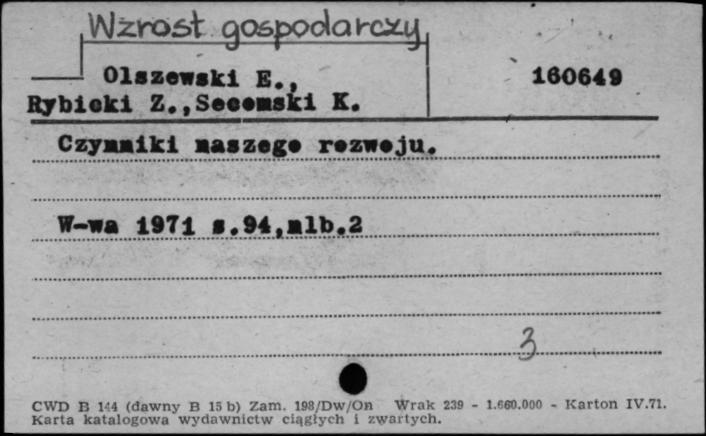 Wzrost gospodarczy
Olszewski E., 160649
Rybicki Z.,Secomski K.
Czynniki naszego rozwoju.
W-wa 1971 s.94,nlb.2
3
CWD B 144 (dawny B 15 b) Zam. 198/Dw/On Wrak 239 - 1.660.000 - Karton IV.71.
Karta katalogowa wydawnictw ciągłych i zwartych.